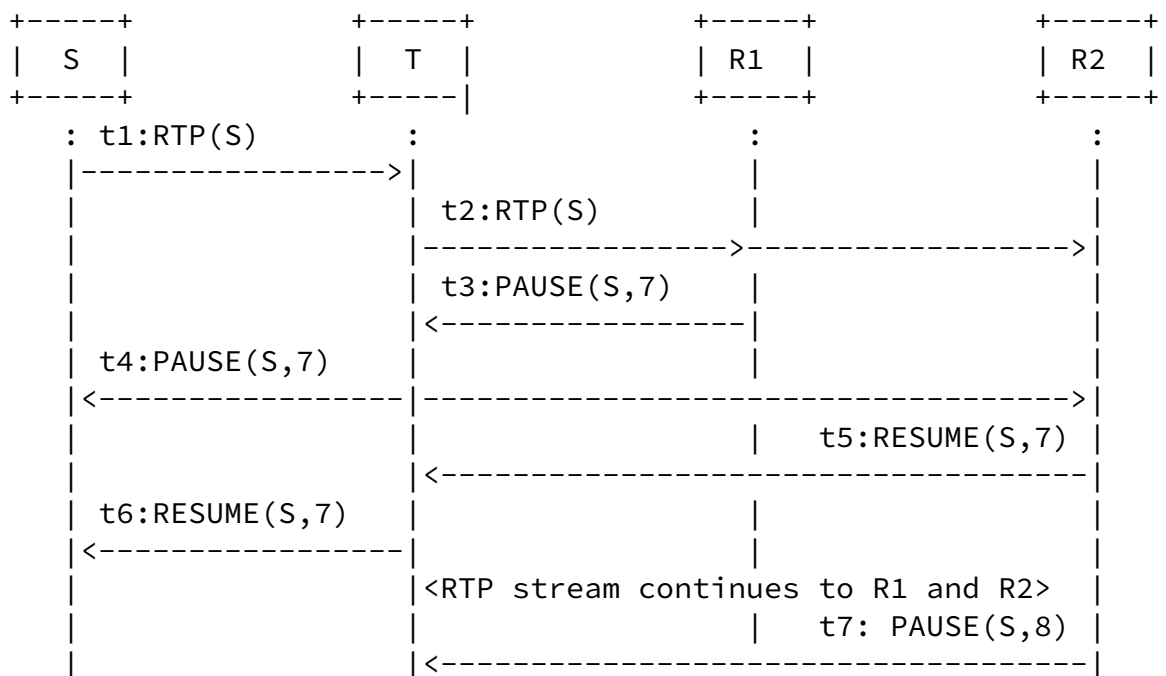 +-----+ +-----+ +-----+ +-----+
| S | | T | | R1 | | R2 |
+-----+ +-----| +-----+ +-----+
: t1:RTP(S) : : :
|----------------->| | |
| | t2:RTP(S) | |
| |----------------->------------------->|
| | t3:PAUSE(S,7) | |
| |<-----------------| |
| t4:PAUSE(S,7) | | |
|<-----------------|------------------------------------>|
| | | t5:RESUME(S,7) |
| |<------------------------------------|
| t6:RESUME(S,7) | | |
|<-----------------| | |
| |<RTP stream continues to R1 and R2> |
| | | t7: PAUSE(S,8) |
| |<------------------------------------|